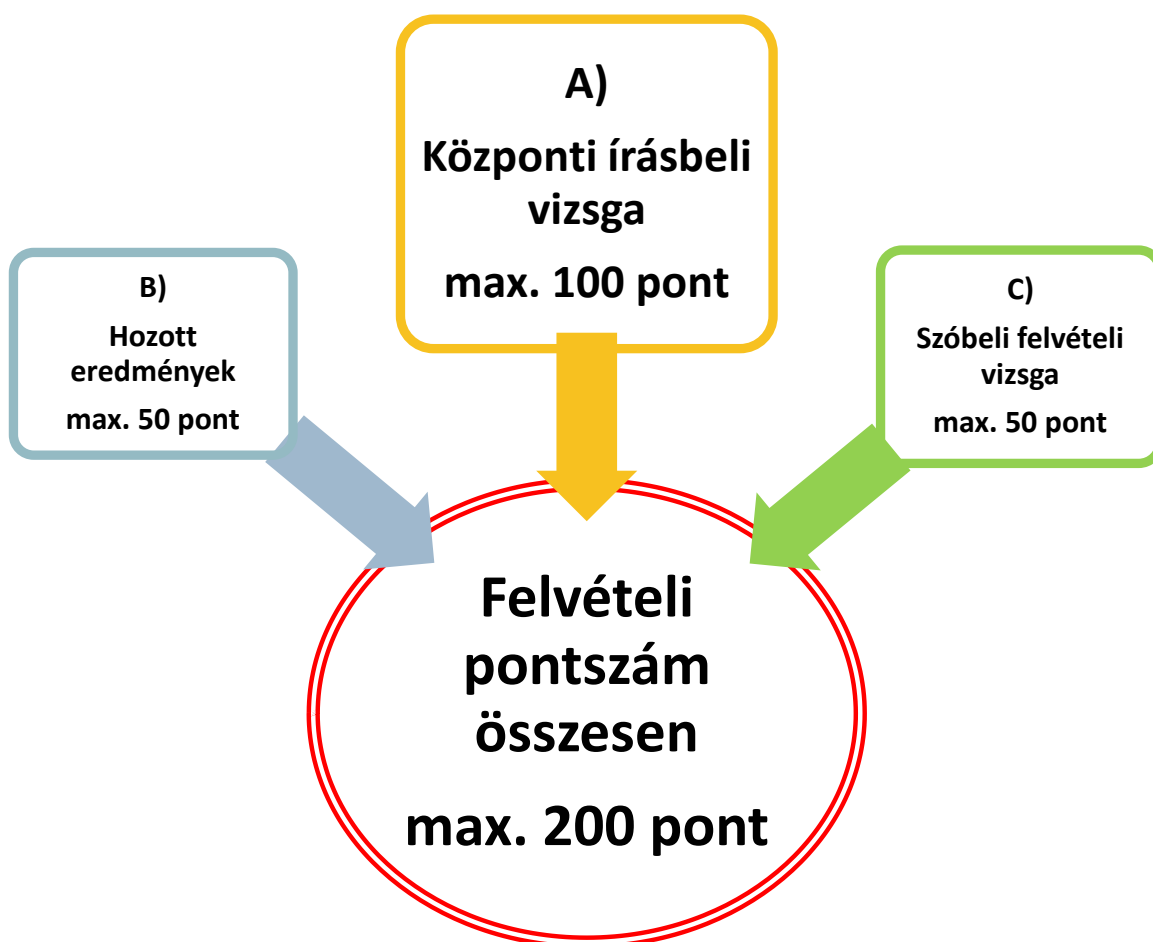 A)
Központi írásbeli
vizsga
max. 100 pont
B)
Hozott
eredmények
max. 50 pont
C)
Szóbeli felvételi
vizsga
max. 50 pont
Felvételi
pontszám
összesen
max. 200 pont